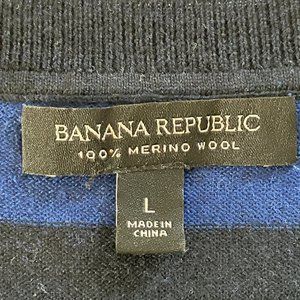 BANANA REPUBLIC
100% MERINO WOOL
L
MADE IN
CHINA